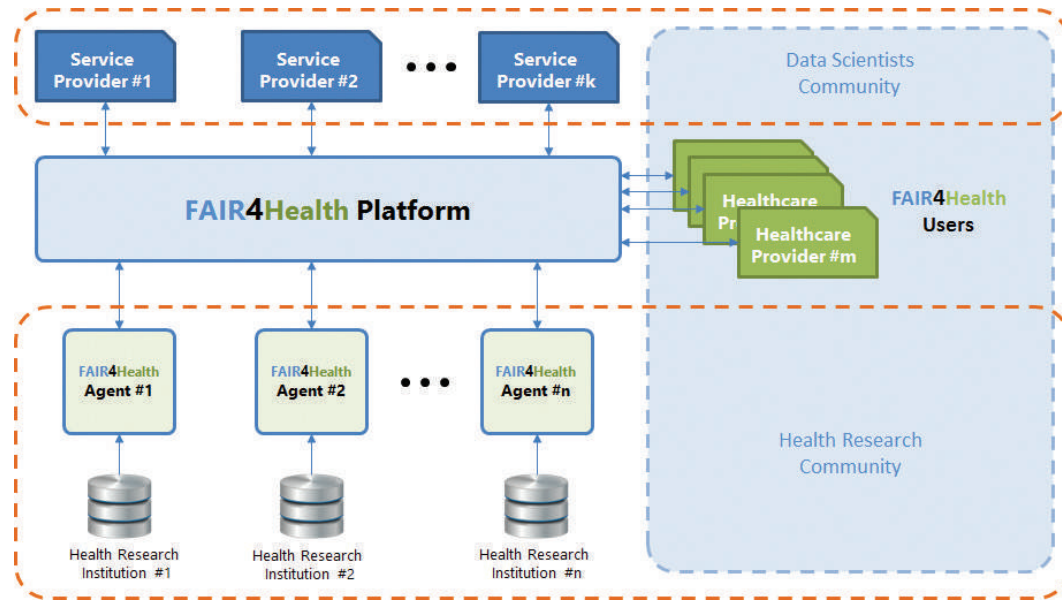 Service
Provider #1
Service
Provider #2
Service
Provider #k
Data Scientists
Community
FAIR4Health Platform
Healthcare
Healthcare
Provider #m
FAIR4Health
Users
FAIR4Health
Agent #1
FAIR4Health
Agent #2
FAIR4Health
Agent #n
Health Research
Community
Health Research
Institution #1
Health Research
Institution #2
Health Research
Institution #n